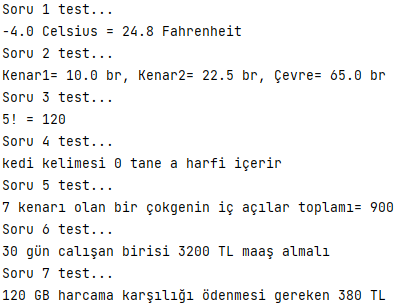 Soru 1 test...
-4.0 Celsius = 24.8 Fahrenheit
Soru 2 test...
Kenar1= 10.0 br, Kenar2= 22.5 br, Çevre= 65.0 br
Soru 3 test...
5! = 120
Soru 4 test...
kedi kelimesi 0 tane a harfi içerir
Soru 5 test...
7 kenarı olan bir çokgenin iç açılar toplamı= 900
Soru 6 test...
30 gün calışan birisi 3200 TL maaş almalı
Soru 7 test...
120 GB harcama karşılığı ödenmesi gereken 380 TL